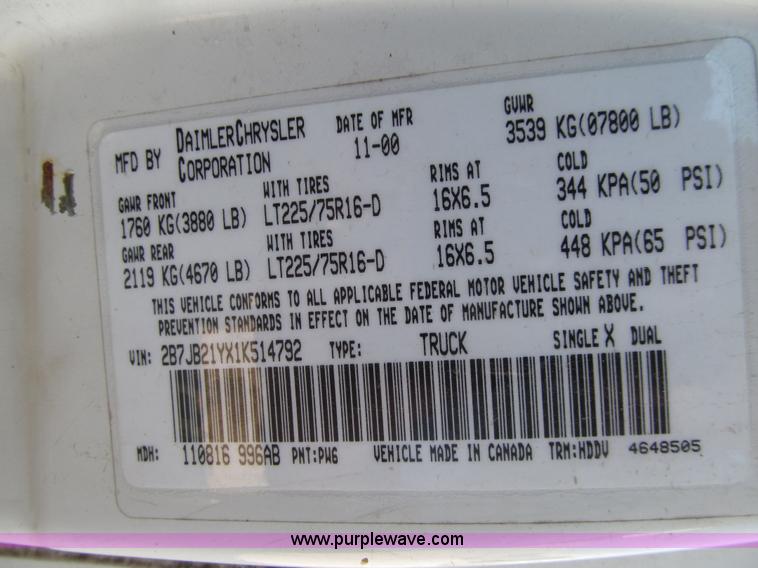 MFD BY DAIMLERCHRYSLER CORPORATION DATE OF MFR 11-00 GVWR 3539 KG(07800 LB)
GAWR FRONT WITH TIRES RIMS AT COLD
1760 KG(3880 LB) LT225/75R16-D 16X6.5 344 KPA(50 PSI)
GAWR REAR WITH TIRES RIMS AT COLD
2119 KG(4670 LB) LT225/75R16-D 16X6.5 448 KPA(65 PSI)
THIS VEHICLE CONFORMS TO ALL APPLICABLE FEDERAL MOTOR VEHICLE SAFETY AND THEFT
PREVENTION STANDARDS IN EFFECT ON THE DATE OF MANUFACTURE SHOWN ABOVE.
VIN: 2B7JB21YX1K514792 TYPE: TRUCK SINGLE X DUAL
MDH: 110816 996AB PNT:PW6 VEHICLE MADE IN CANADA TRM:HDDV 4648505
www.purplewave.com